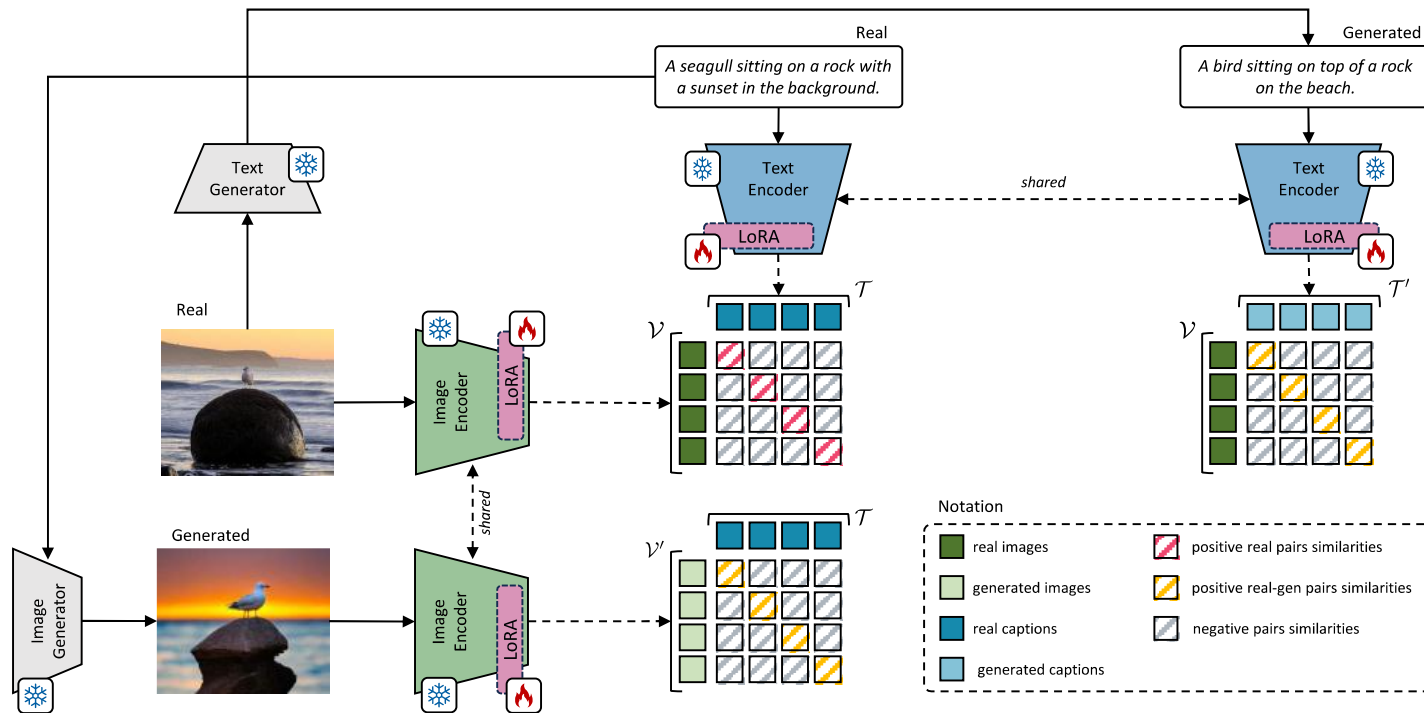 Real
Generated
A seagull sitting on a rock with
a sunset in the background.
A bird sitting on top of a rock
on the beach.
Text
Generator
Text
Encoder
LoRA
shared
Text
Encoder
LoRA
Real
Image
Encoder
LoRA
𝒱
𝒯
𝒱
𝒯′
shared
Generated
Image
Generator
Image
Encoder
LoRA
𝒱′
𝒯
Notation
real images
generated images
real captions
generated captions
positive real pairs similarities
positive real-gen pairs similarities
negative pairs similarities